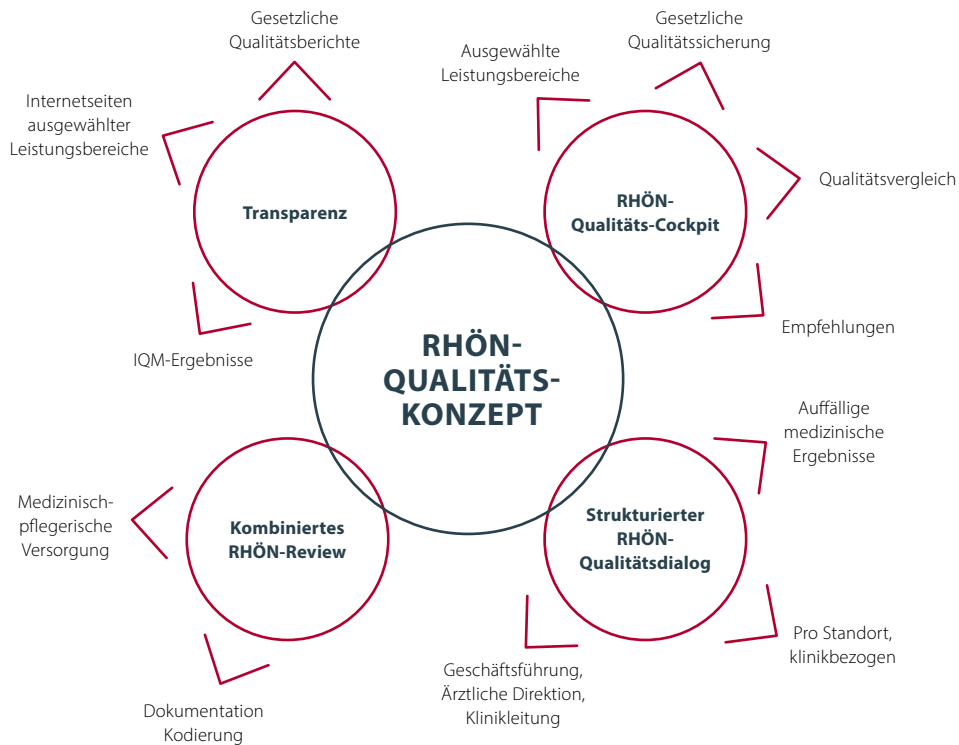 Gesetzliche
Qualitätsberichte
Internetseiten
ausgewählter
Leistungsbereiche
Transparenz
IQM-Ergebnisse
Ausgewählte
Leistungsbereiche
Gesetzliche
Qualitätssicherung
RHÖN-
Qualitäts-Cockpit
Qualitätsvergleich
Empfehlungen
RHÖN-
QUALITÄTS-
KONZEPT
Medizinisch-
pflegerische
Versorgung
Kombiniertes
RHÖN-Review
Dokumentation
Kodierung
Auffällige
medizinische
Ergebnisse
Strukturierter
RHÖN-
Qualitätsdialog
Geschäftsführung,
Ärztliche Direktion,
Klinikleitung
Pro Standort,
klinikbezogen